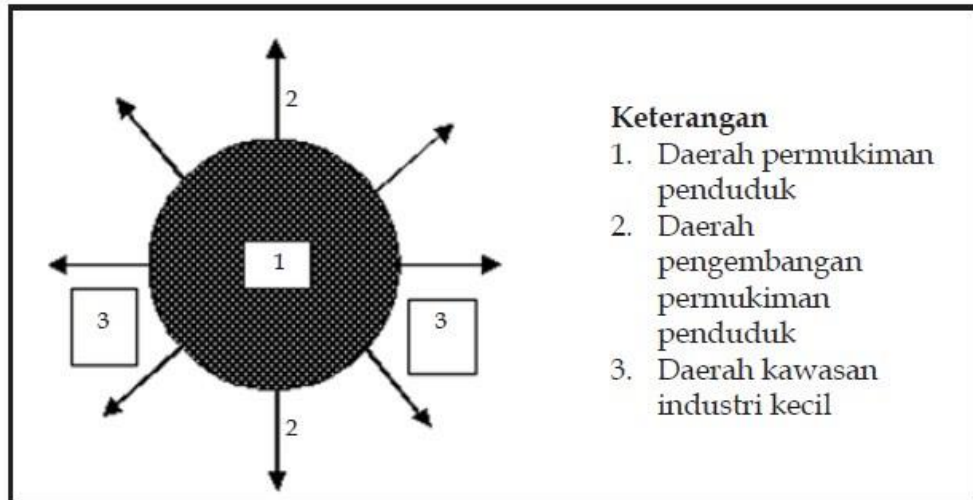 2
1
3
3
2
Keterangan
1. Daerah permukiman
penduduk
2. Daerah
pengembangan
permukiman
penduduk
3. Daerah kawasan
industri kecil